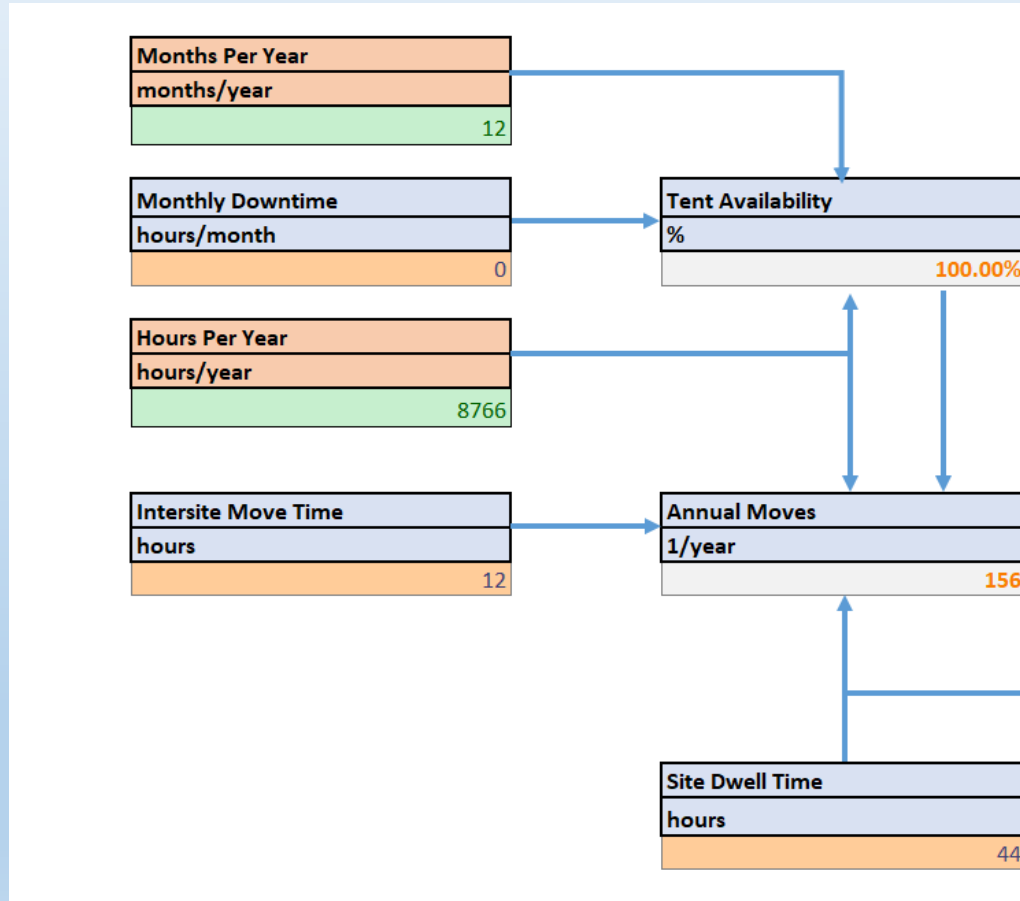 Months Per Year
months/year
12
Monthly Downtime
hours/month
0
Tent Availability
%
100.00%
Hours Per Year
hours/year
8766
Intersite Move Time
hours
12
Annual Moves
1/year
156
Site Dwell Time
hours
44